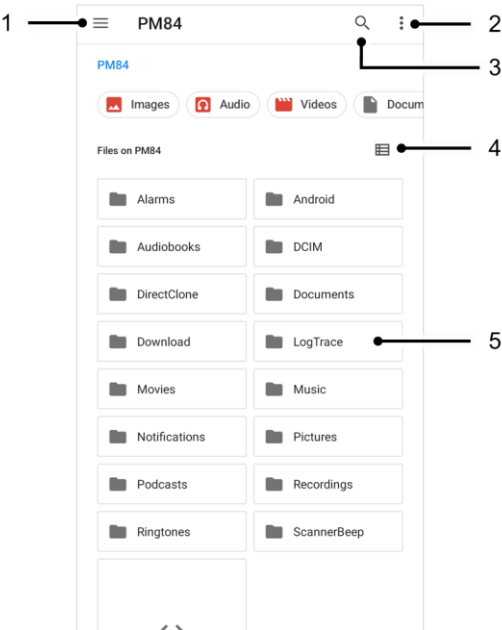 1 PM84 2
3
PM84
Images Audio Videos Docum
Files on PM84 4
Alarms Android
Audiobooks DCIM
DirectClone Documents
Download LogTrace 5
Movies Music
Notifications Pictures
Podcasts Recordings
Ringtones ScannerBeep